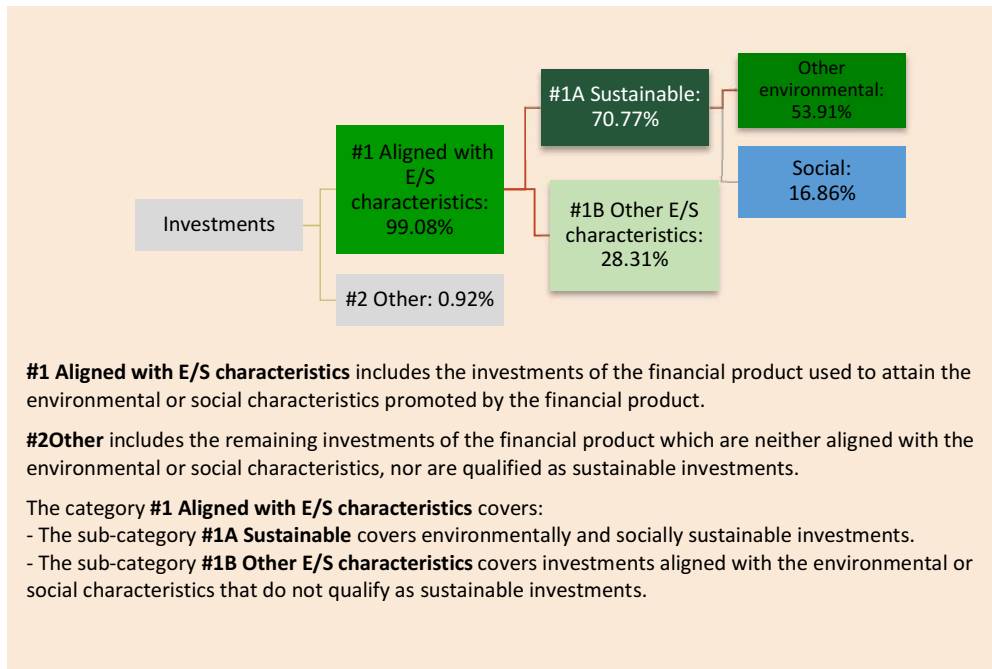 Other
environmental:
53.91%
#1A Sustainable:
70.77%
#1 Aligned with
E/S
characteristics:
99.08%
Social:
16.86%
Investments
#1B Other E/S
characteristics:
28.31%
#2 Other: 0.92%
#1 Aligned with E/S characteristics includes the investments of the financial product used to attain the
environmental or social characteristics promoted by the financial product.
#2Other includes the remaining investments of the financial product which are neither aligned with the
environmental or social characteristics, nor are qualified as sustainable investments.
The category #1 Aligned with E/S characteristics covers:
- The sub-category #1A Sustainable covers environmentally and socially sustainable investments.
- The sub-category #1B Other E/S characteristics covers investments aligned with the environmental or
social characteristics that do not qualify as sustainable investments.